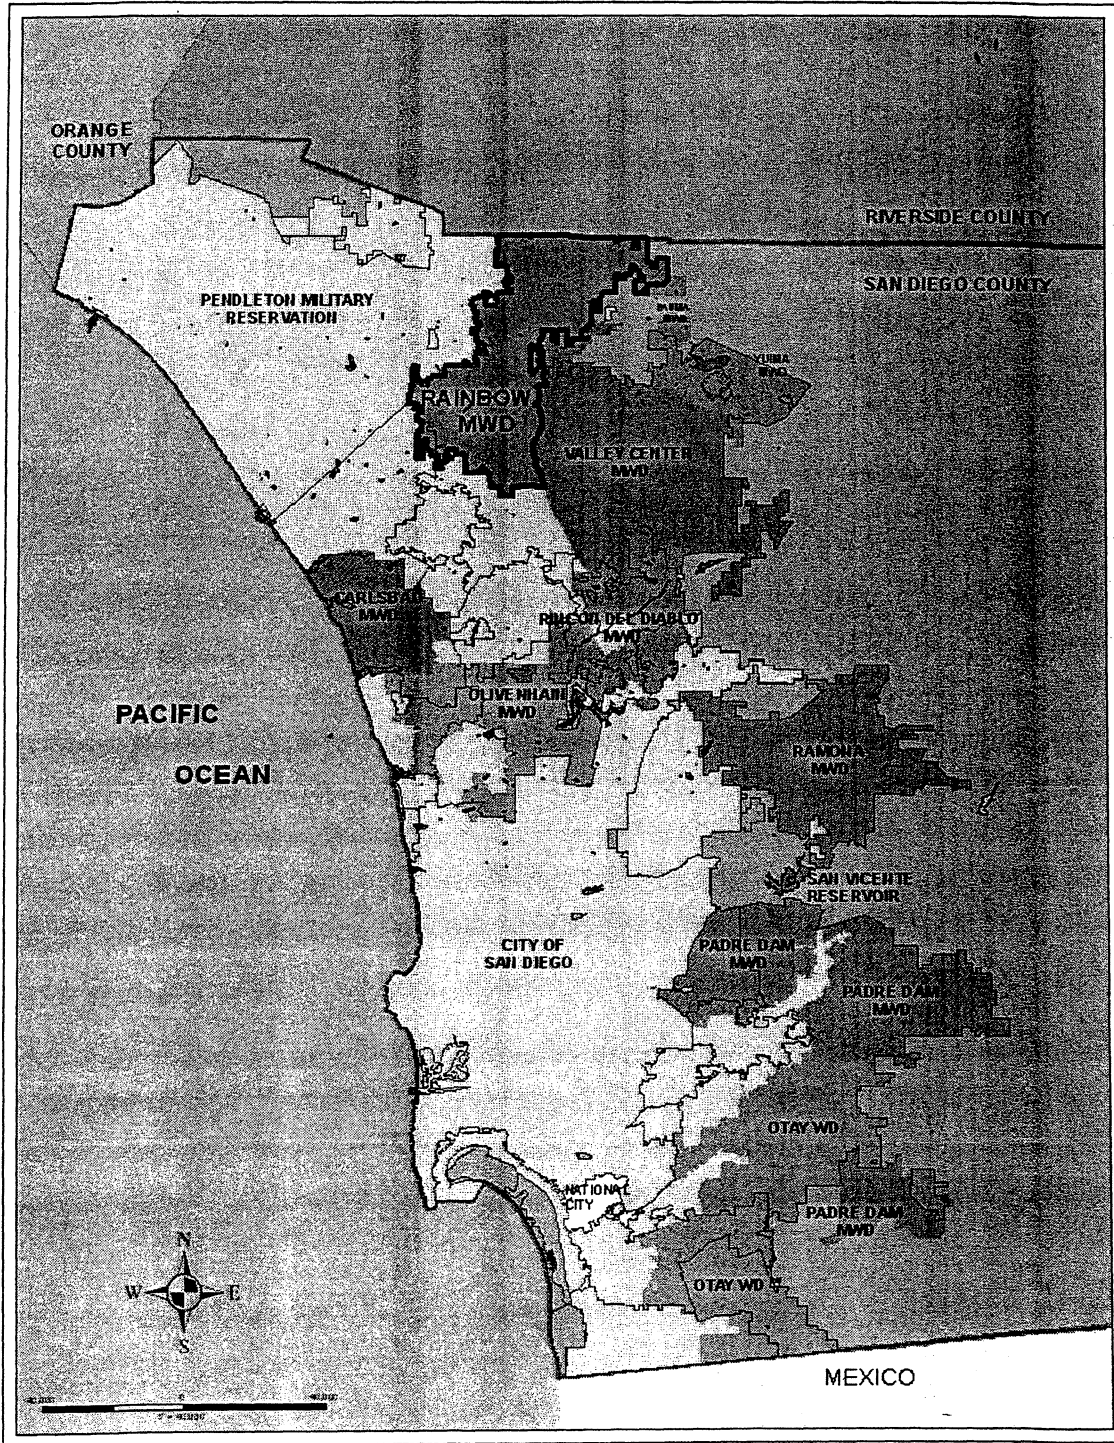 ORANGE
COUNTY
RIVERSIDE COUNTY
SAN DIEGO COUNTY
PENDLETON MILITARY
RESERVATION
YUIMA
MWD
RAINBOW
MWD
VALLEY CENTER
MWD
CARLSBAD
MWD
RINCON DEL DIABLO
MWD
OLIVENHAIN
MWD
PACIFIC
OCEAN
RAMONA
MWD
SAN VICENTE
RESERVOIR
CITY OF
SAN DIEGO
PADRE DAM
MWD
PADRE DAM
MWD
OTAY WD
NATIONAL
CITY
PADRE DAM
MWD
OTAY WD
N
W
E
S
MEXICO
0